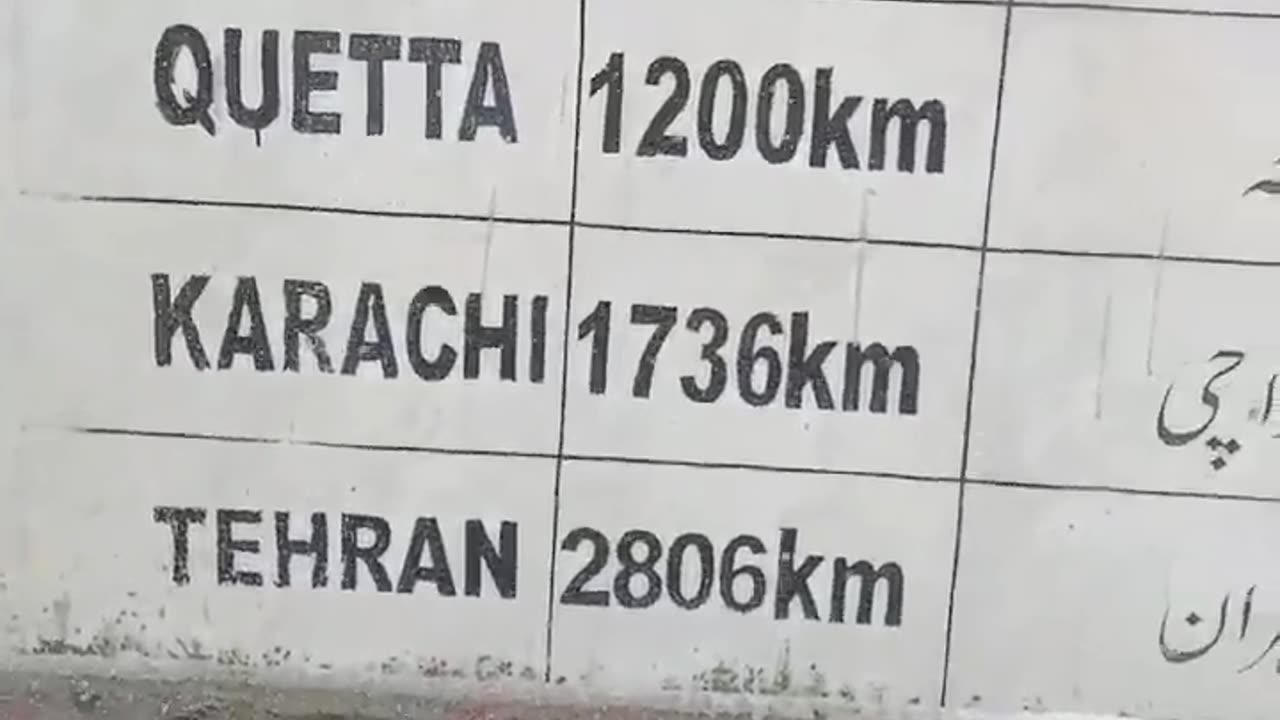 QUETTA 1200km
KARACHI 1736km
TEHRAN 2806km